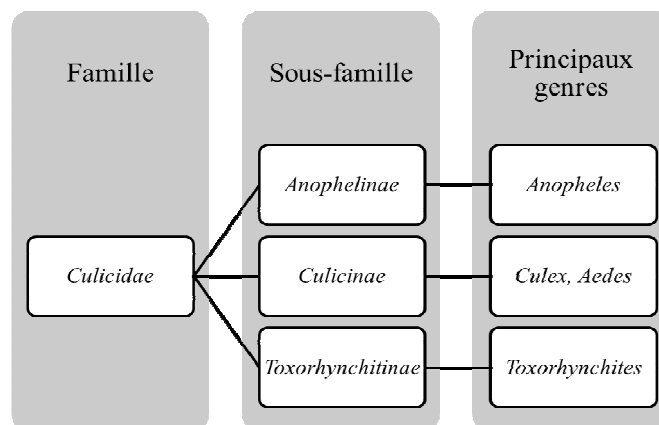 Famille
Sous-famille
Principaux
genres
Anophelinae
Anopheles
Culicidae
Culicinae
Culex, Aedes
Toxorhynchitinae
Toxorhynchites